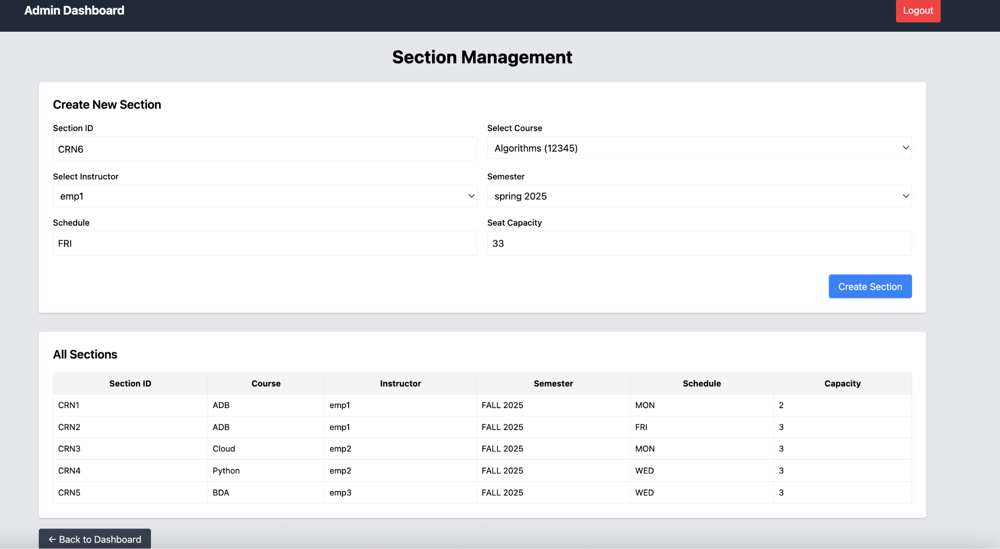 Admin Dashboard Logout
Section Management
Create New Section
Section ID Select Course
CRN6 Algorithms (12345)
Select Instructor Semester
emp1 spring 2025
Schedule Seat Capacity
FRI 33
Create Section
All Sections
Section ID Course Instructor Semester Schedule Capacity
CRN1 ADB emp1 FALL 2025 MON 2
CRN2 ADB emp1 FALL 2025 FRI 3
CRN3 Cloud emp2 FALL 2025 MON 3
CRN4 Python emp2 FALL 2025 WED 3
CRN5 BDA emp3 FALL 2025 WED 3
← Back to Dashboard